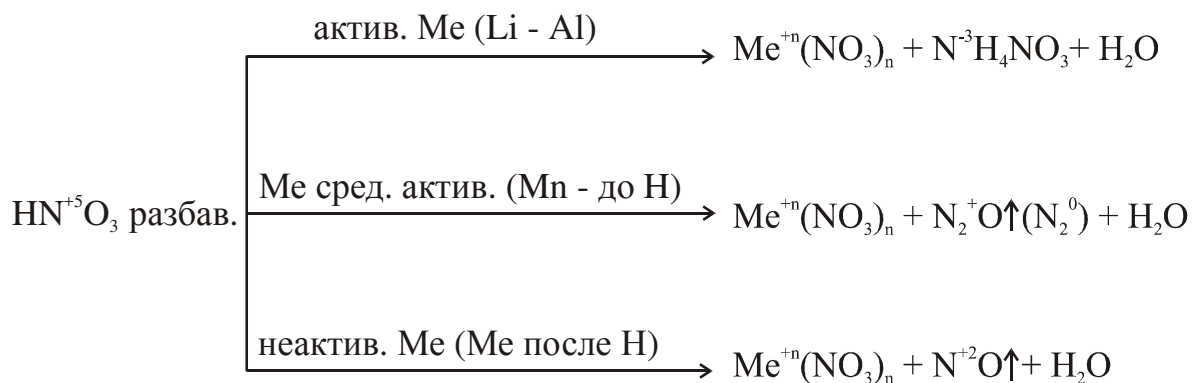 актив. Me (Li - Al)
Me⁺ⁿ(NO₃)ₙ + N⁻³H₄NO₃+ H₂O
HN⁺⁵O₃ разбав.
Me сред. актив. (Mn - до H)
Me⁺ⁿ(NO₃)ₙ + N₂⁺O↑(N₂⁰) + H₂O
неактив. Me (Me после H)
Me⁺ⁿ(NO₃)ₙ + N⁺²O↑+ H₂O